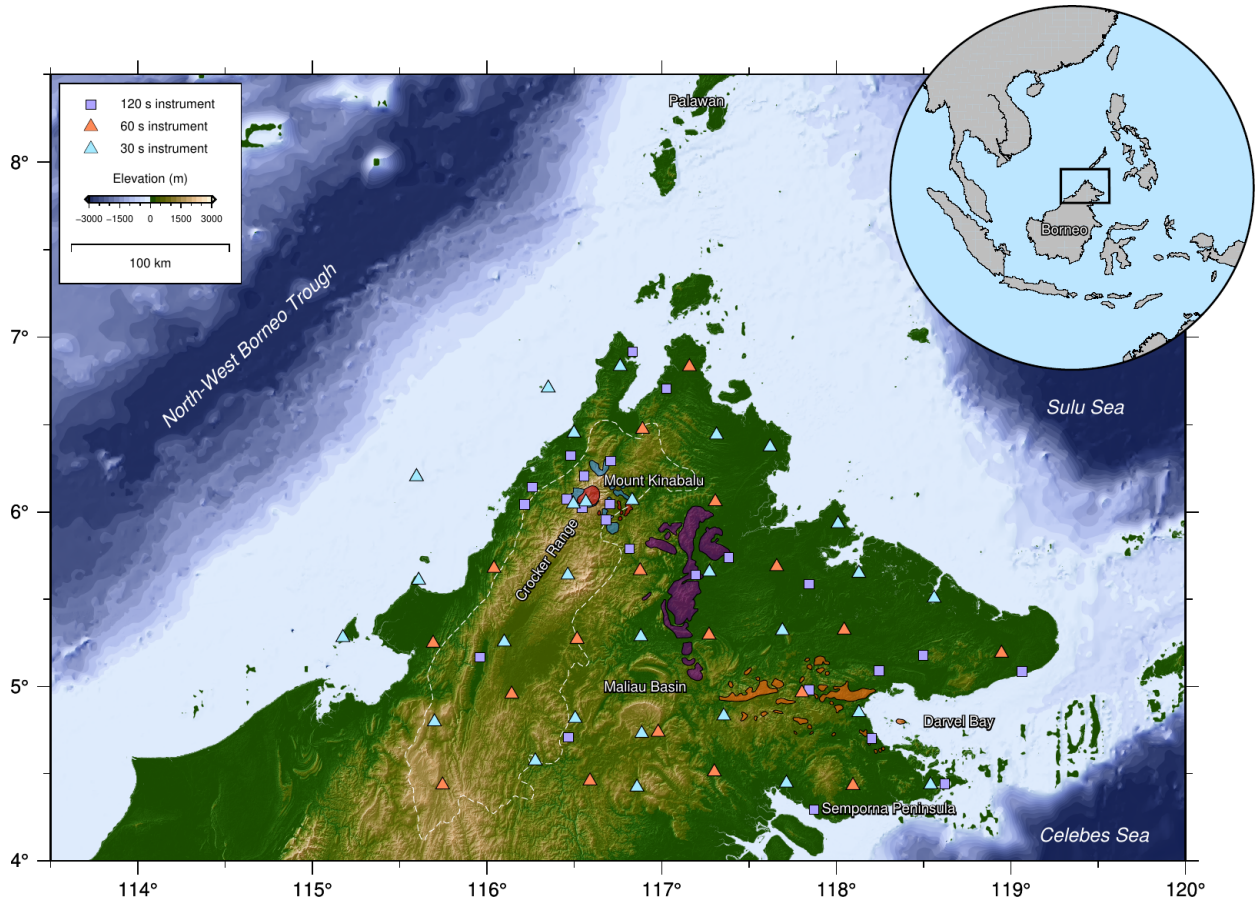 Palawan
120 s instrument
60 s instrument
30 s instrument
Elevation (m)
−3000 −1500 0 1500 3000
100 km
Borneo
North-West Borneo Trough
Sulu Sea
Mount Kinabalu
Crocker Range
Maliau Basin
Darvel Bay
Semporna Peninsula
Celebes Sea
8°
7°
6°
5°
4°
114° 115° 116° 117° 118° 119° 120°